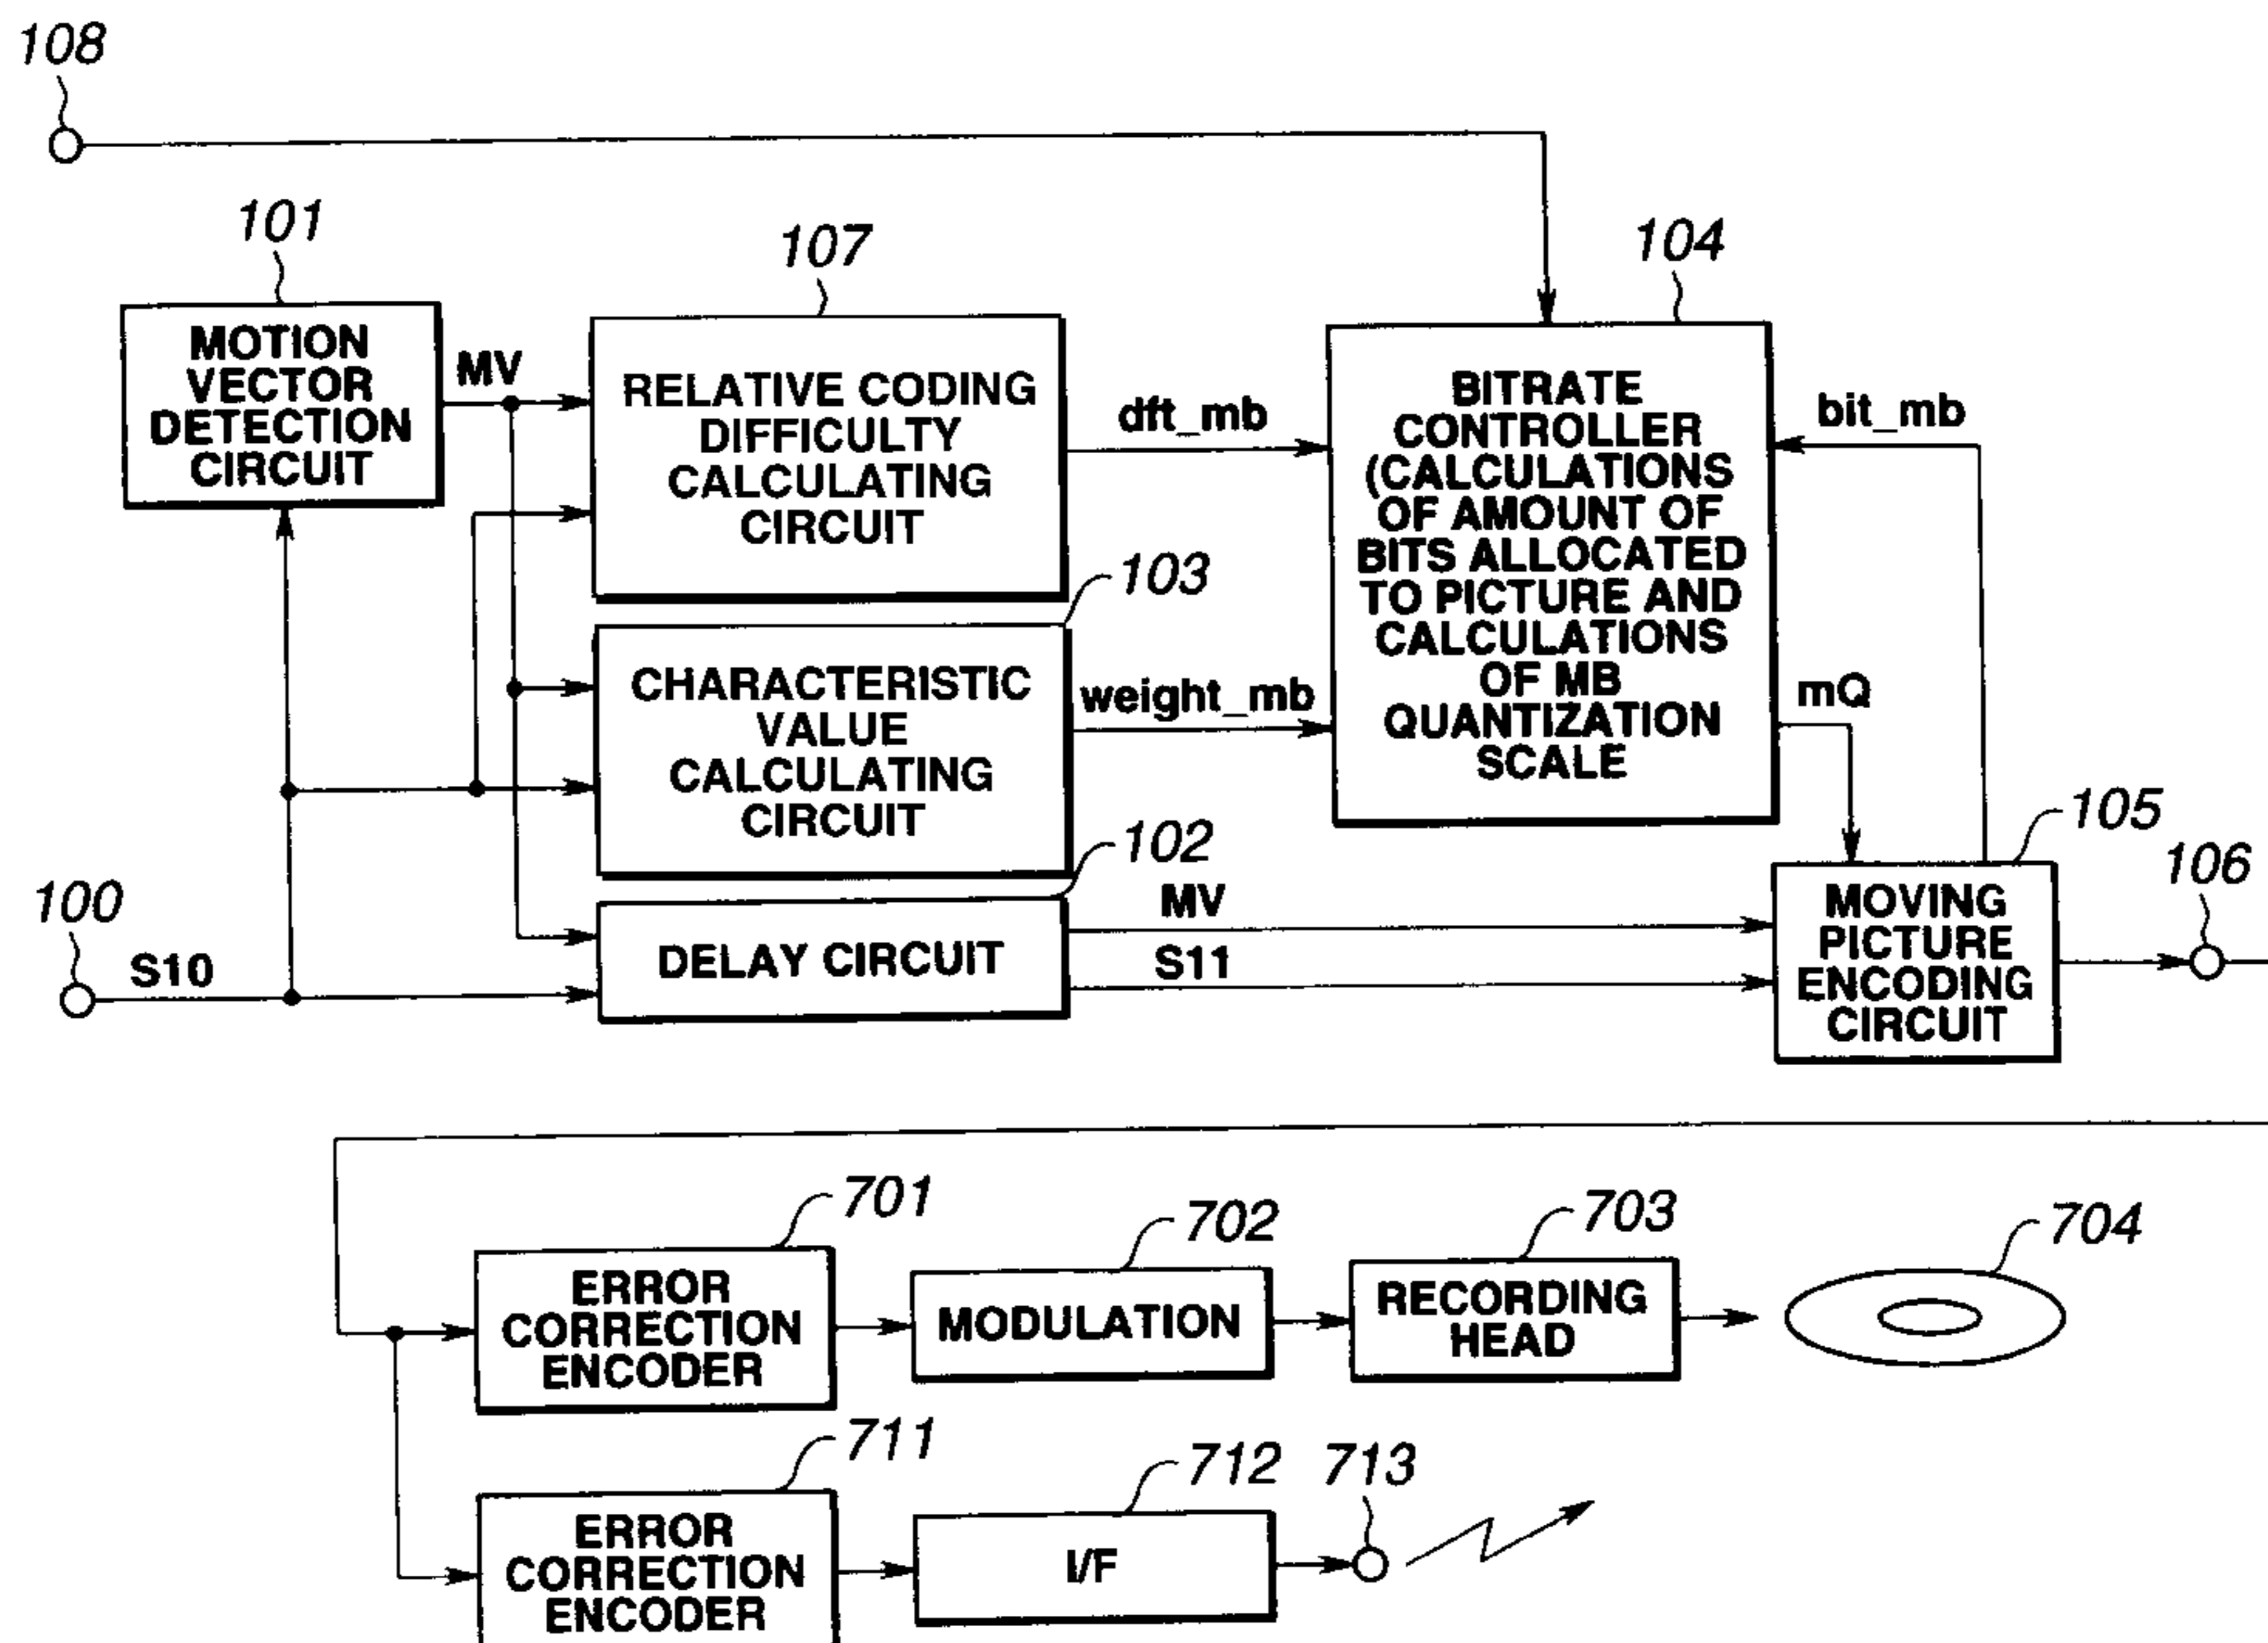 108
101
107
104
MOTION
VECTOR
DETECTION
CIRCUIT
MV
RELATIVE CODING
DIFFICULTY
CALCULATING
CIRCUIT
dft_mb
BITRATE
CONTROLLER
(CALCULATIONS
OF AMOUNT OF
BITS ALLOCATED
TO PICTURE AND
CALCULATIONS
OF MB
QUANTIZATION
SCALE
bit_mb
103
CHARACTERISTIC
VALUE
CALCULATING
CIRCUIT
weight_mb
mQ
105
102
106
100
S10
DELAY CIRCUIT
MV
S11
MOVING
PICTURE
ENCODING
CIRCUIT
701
702
703
704
ERROR
CORRECTION
ENCODER
MODULATION
RECORDING
HEAD
711
712
713
ERROR
CORRECTION
ENCODER
I/F